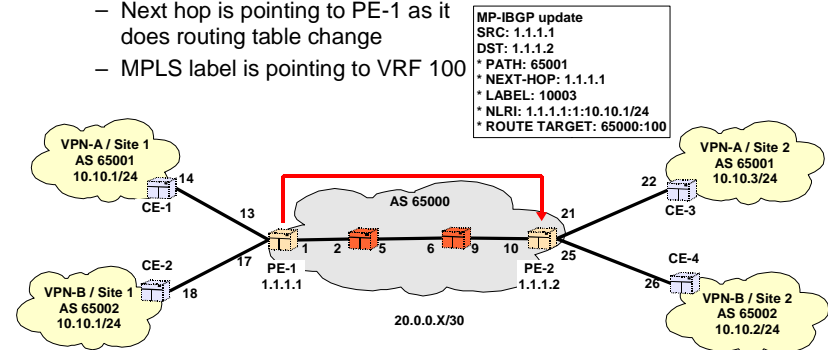 – Next hop is pointing to PE-1 as it
does routing table change
– MPLS label is pointing to VRF 100
MP-IBGP update
SRC: 1.1.1.1
DST: 1.1.1.2
* PATH: 65001
* NEXT-HOP: 1.1.1.1
* LABEL: 10003
* NLRI: 1.1.1.1:1:10.10.1/24
* ROUTE TARGET: 65000:100
VPN-A / Site 1
AS 65001
10.10.1/24
14
CE-1
13
AS 65000
VPN-A / Site 2
AS 65001
10.10.3/24
22
CE-3
21
1
2
5
6
9
10
PE-1
1.1.1.1
PE-2
1.1.1.2
17
25
CE-2
18
VPN-B / Site 1
AS 65002
10.10.1/24
CE-4
26
VPN-B / Site 2
AS 65002
10.10.2/24
20.0.0.X/30